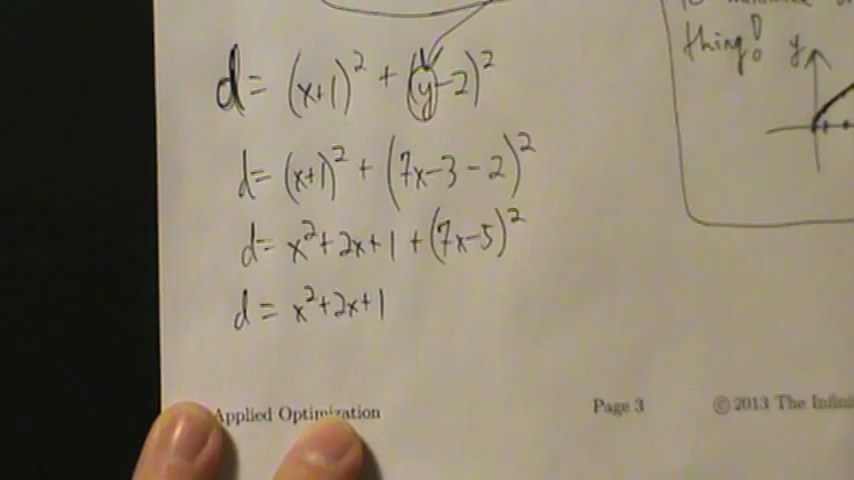 thing! y
d = (x+1)² + (y-2)²
d = (x+1)² + (7x-3-2)²
d = x²+2x+1 + (7x-5)²
d = x²+2x+1
Applied Optimization Page 3 ©2013 The